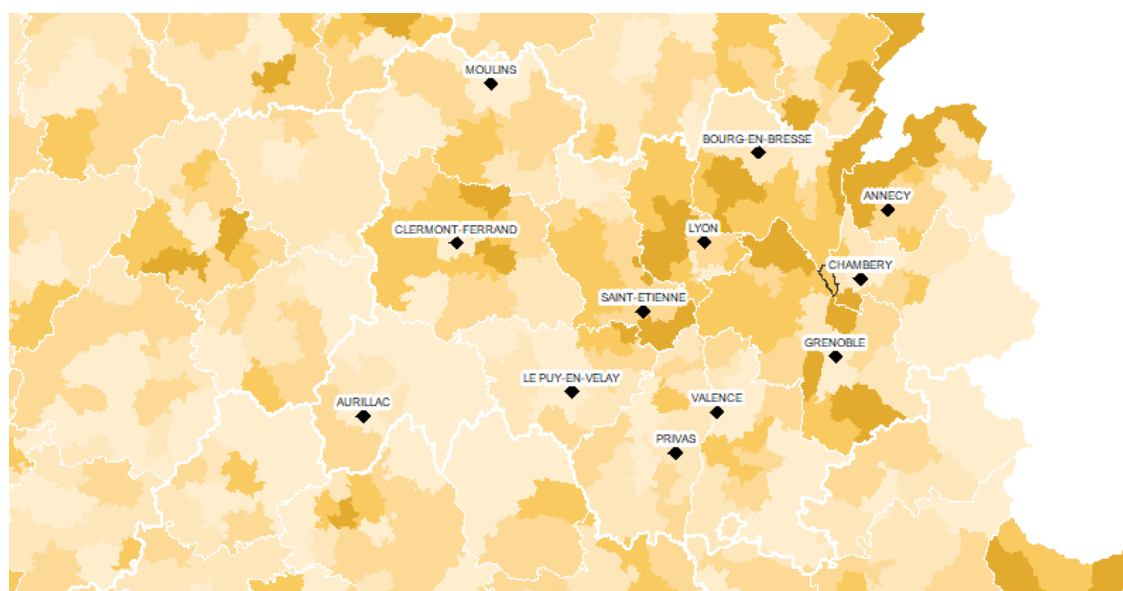 MOULINS
BOURG-EN-BRESSE
ANNECY
CLERMONT-FERRAND
LYON
CHAMBERY
SAINT-ETIENNE
GRENOBLE
LE PUY-EN-VELAY
AURILLAC
VALENCE
PRIVAS